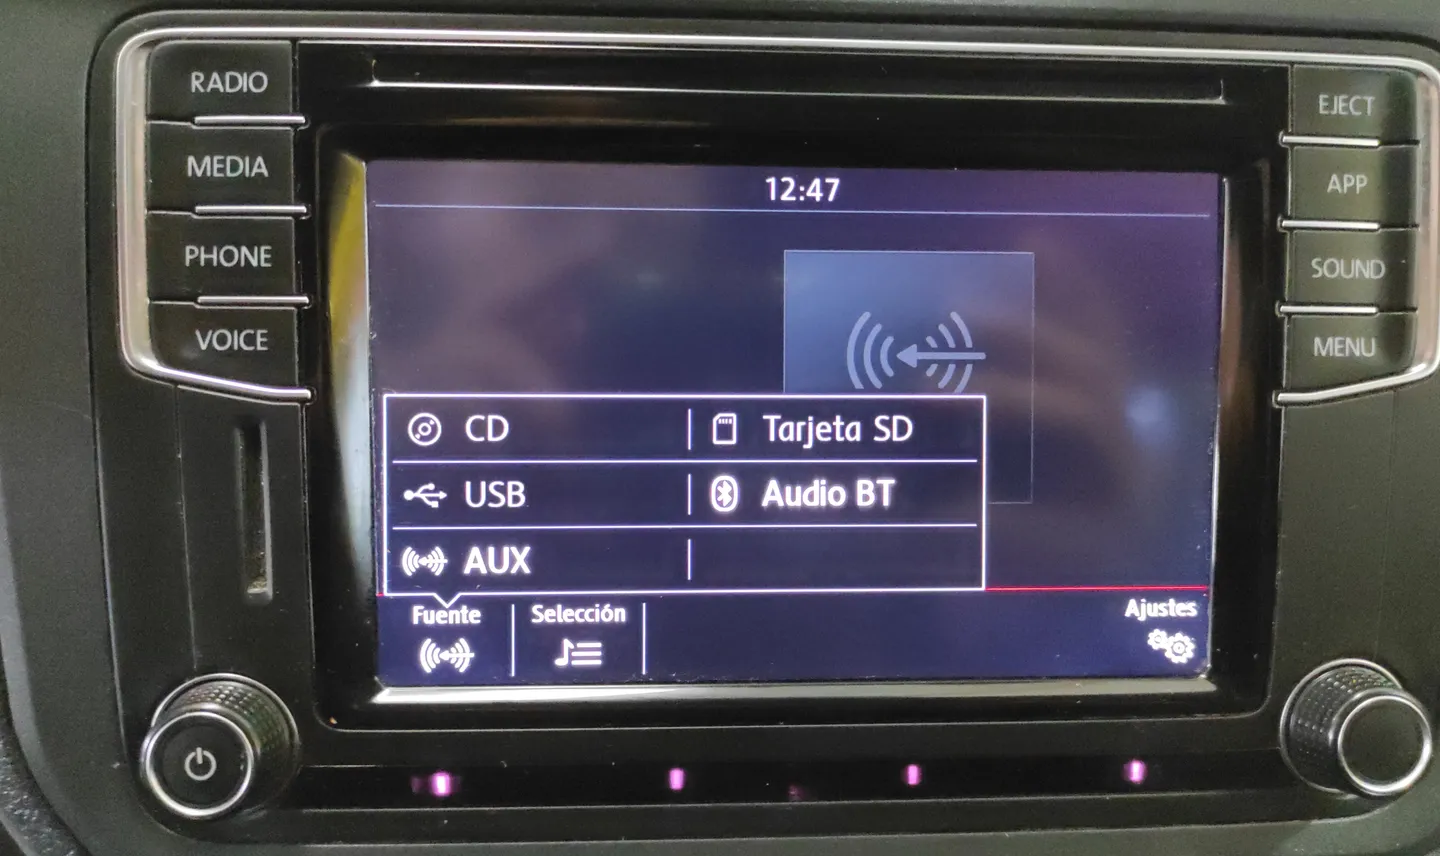 RADIO
MEDIA
PHONE
VOICE
12:47
CD
Tarjeta SD
USB
Audio BT
AUX
Fuente
Selección
Ajustes
EJECT
APP
SOUND
MENU